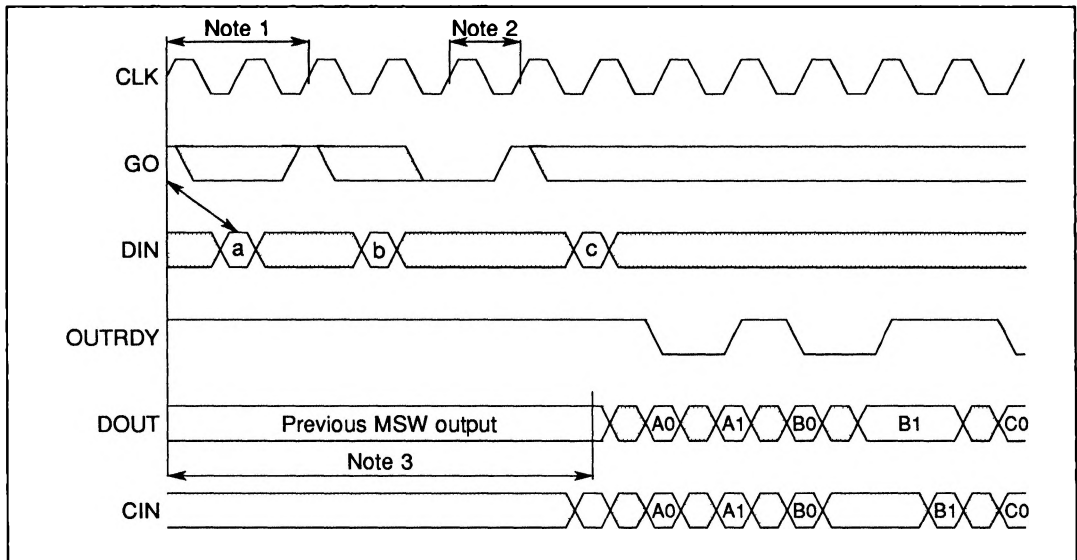 Note 1
Note 2
CLK
GO
DIN
a
b
c
OUTRDY
DOUT
Previous MSW output
A0
A1
B0
B1
C0
Note 3
CIN
A0
A1
B0
B1
C0